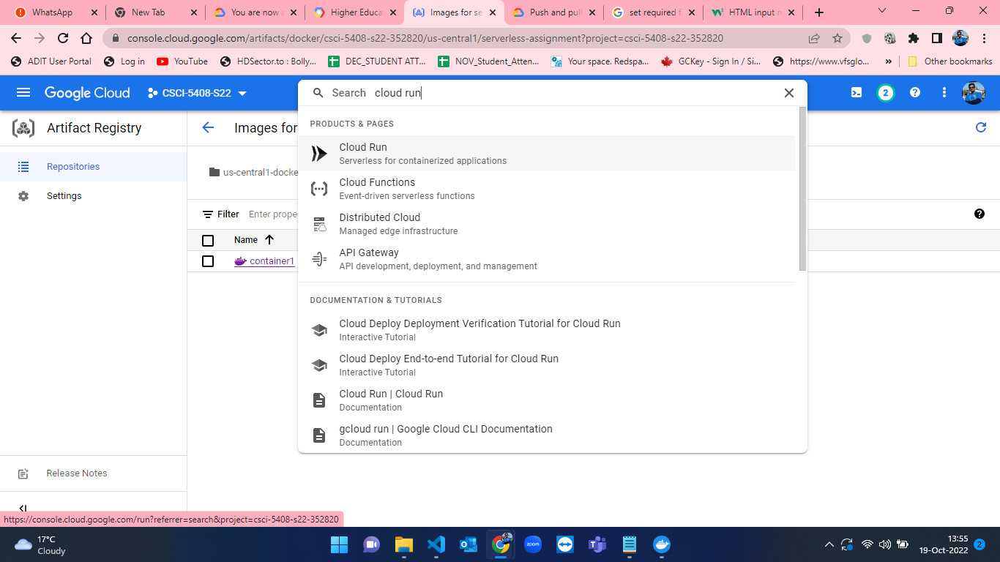 WhatsApp
New Tab
You are now a
Higher Educa
Images for se
Push and pull
set required f
HTML input re
console.cloud.google.com/artifacts/docker/csci-5408-s22-352820/us-central1/serverless-assignment?project=csci-5408-s22-352820
ADIT User Portal
Log in
YouTube
HDSector.to : Bolly...
DEC_STUDENT ATT...
NOV_Student_Atten...
Your space. Redspa...
GCKey - Sign In / Si...
https://www.vfsglo...
»
Other bookmarks
Google Cloud
CSCI-5408-S22
Search cloud run
2
Artifact Registry
Images for
PRODUCTS & PAGES
Cloud Run
Serverless for containerized applications
Repositories
us-central1-docke
Cloud Functions
Event-driven serverless functions
Settings
Filter Enter prope
Distributed Cloud
Managed edge infrastructure
Name
container1
API Gateway
API development, deployment, and management
DOCUMENTATION & TUTORIALS
Cloud Deploy Deployment Verification Tutorial for Cloud Run
Interactive Tutorial
Cloud Deploy End-to-end Tutorial for Cloud Run
Interactive Tutorial
Cloud Run | Cloud Run
Documentation
gcloud run | Google Cloud CLI Documentation
Documentation
Release Notes
https://console.cloud.google.com/run?referrer=search&project=csci-5408-s22-352820
17°C
Cloudy
zoom
13:55
19-Oct-2022
2